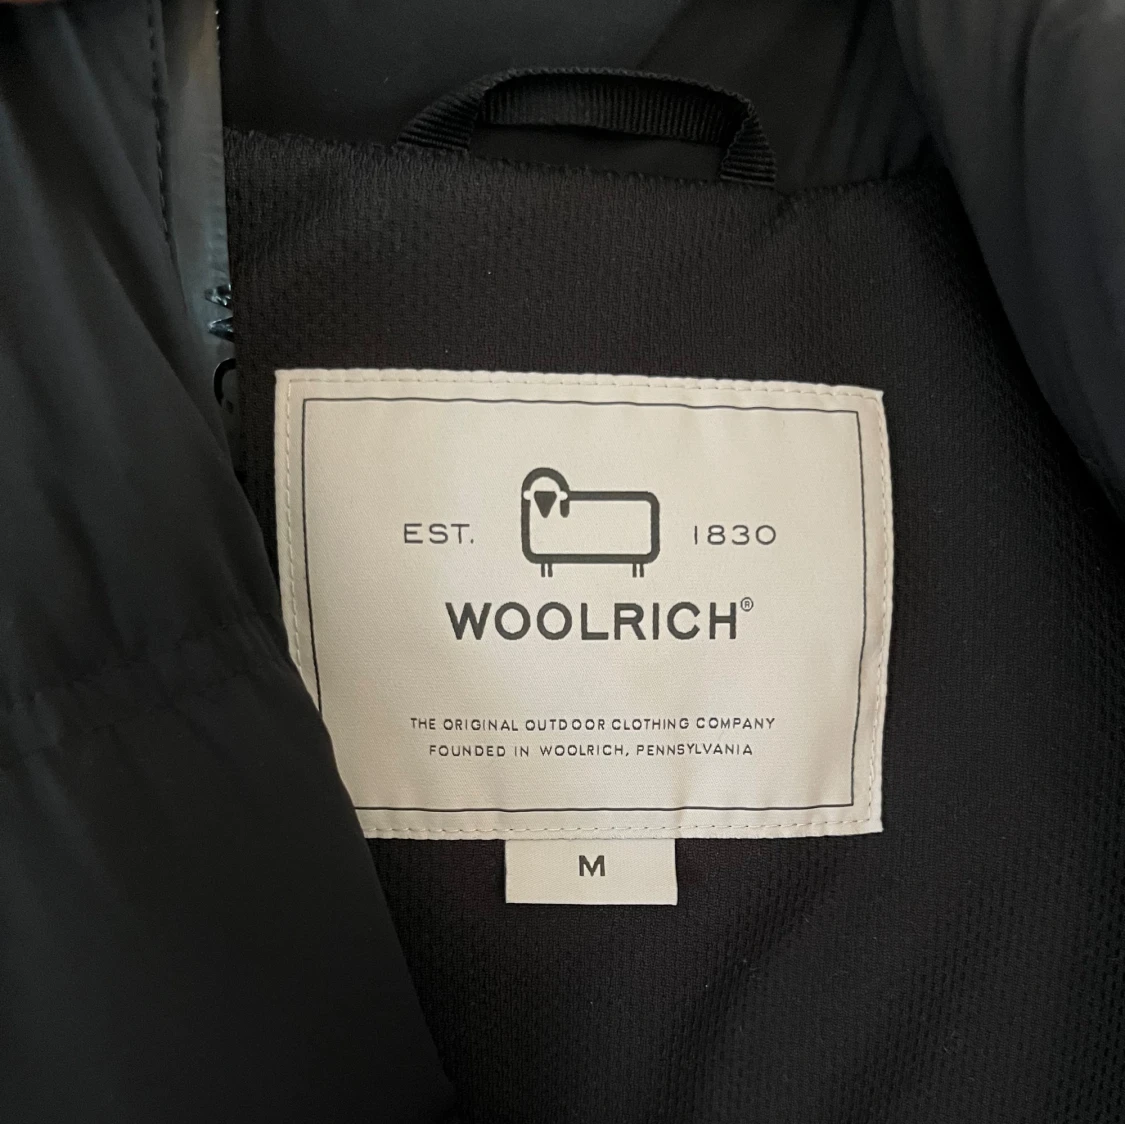 EST. 1830
WOOLRICH®
THE ORIGINAL OUTDOOR CLOTHING COMPANY
FOUNDED IN WOOLRICH, PENNSYLVANIA
M